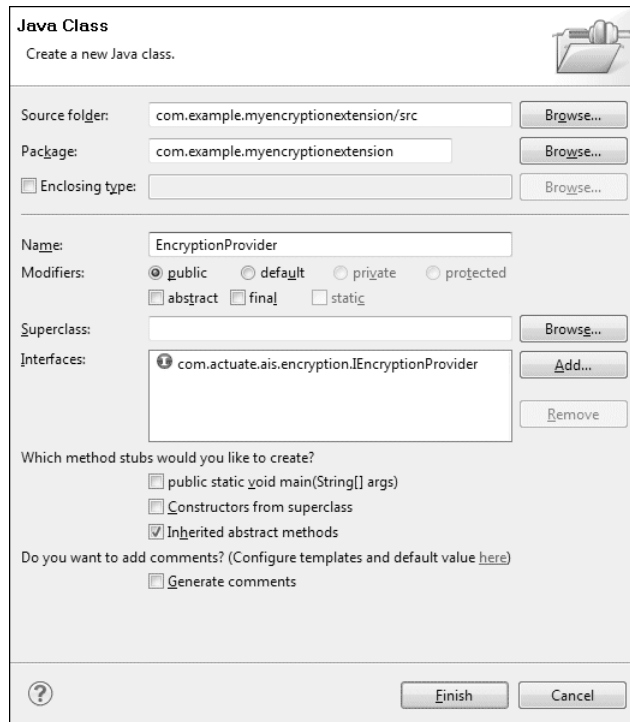 Java Class
Create a new Java class.
Source folder: com.example.myencryptionextension/src Browse...
Package: com.example.myencryptionextension Browse...
Enclosing type: Browse...
Name: EncryptionProvider
Modifiers: public default private protected
abstract final static
Superclass: Browse...
Interfaces: com.actuate.ais.encryption.IEncryptionProvider Add...
Remove
Which method stubs would you like to create?
public static void main(String[] args)
Constructors from superclass
Inherited abstract methods
Do you want to add comments? (Configure templates and default value here)
Generate comments
? Finish Cancel